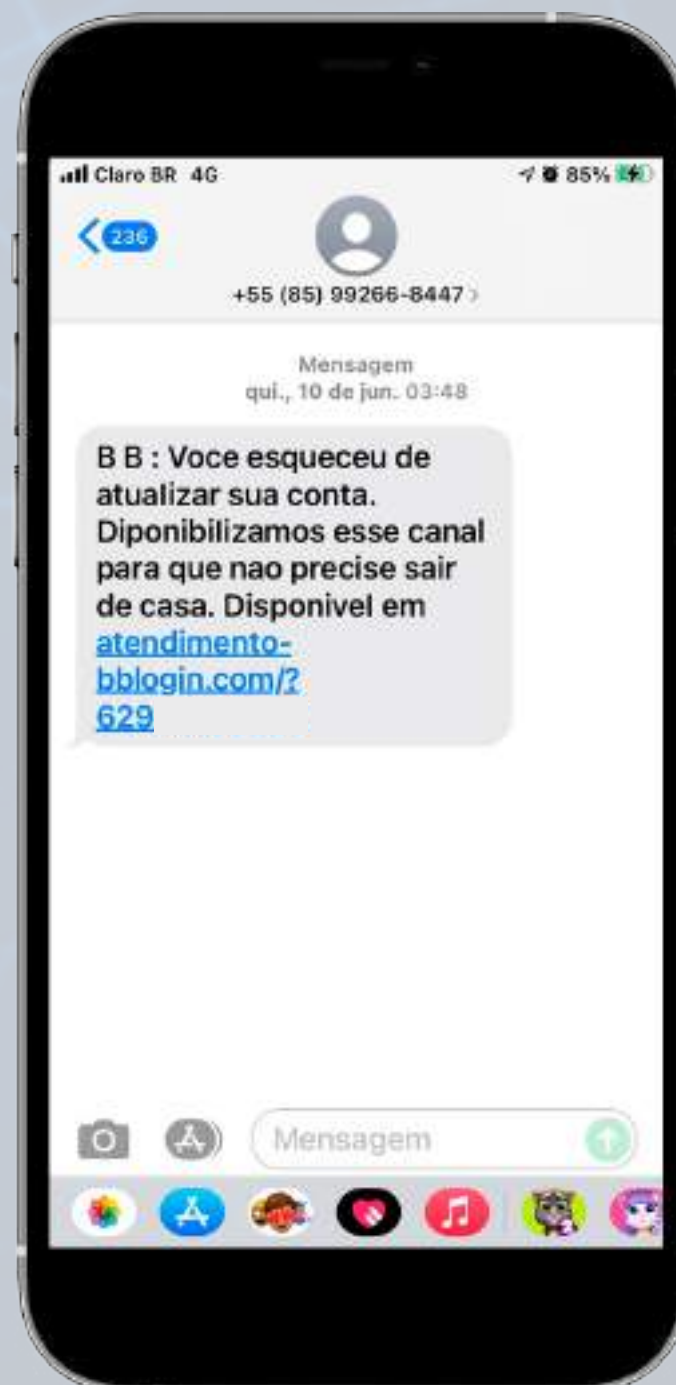 Claro BR 4G
85%
236
+55 (85) 99266-8447
Mensagem
qui., 10 de jun. 03:48
B B : Voce esqueceu de
atualizar sua conta.
Diponibilizamos esse canal
para que nao precise sair
de casa. Disponivel em
atendimento-
bblogin.com/?
629
Mensagem